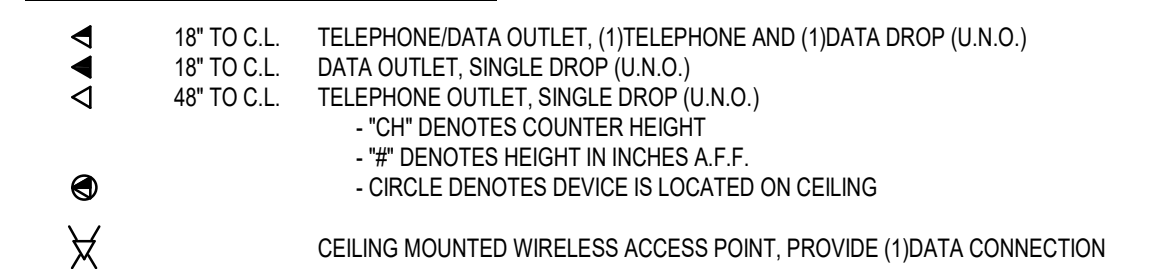 18" TO C.L. TELEPHONE/DATA OUTLET, (1)TELEPHONE AND (1)DATA DROP (U.N.O.)
18" TO C.L. DATA OUTLET, SINGLE DROP (U.N.O.)
48" TO C.L. TELEPHONE OUTLET, SINGLE DROP (U.N.O.)
- "CH" DENOTES COUNTER HEIGHT
- "#" DENOTES HEIGHT IN INCHES A.F.F.
- CIRCLE DENOTES DEVICE IS LOCATED ON CEILING
CEILING MOUNTED WIRELESS ACCESS POINT, PROVIDE (1)DATA CONNECTION